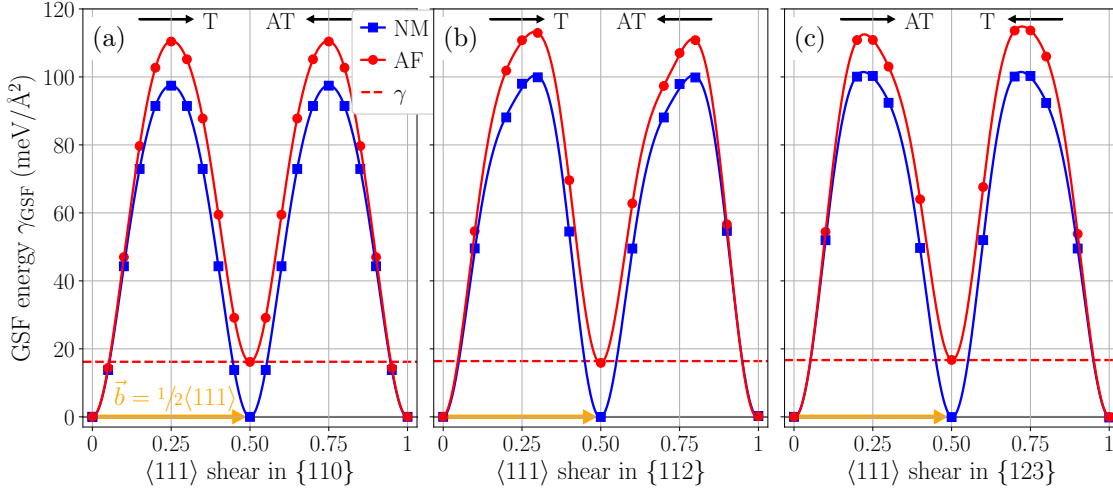 GSF energy γGSF (meV/Å²)
120
100
80
60
40
20
0
(a)
T
AT
NM
AF
γ
b⃗ = 1/2⟨111⟩
0
0.25
0.50
0.75
1
⟨111⟩ shear in {110}
(b)
T
AT
0
0.25
0.50
0.75
1
⟨111⟩ shear in {112}
(c)
AT
T
0
0.25
0.50
0.75
1
⟨111⟩ shear in {123}